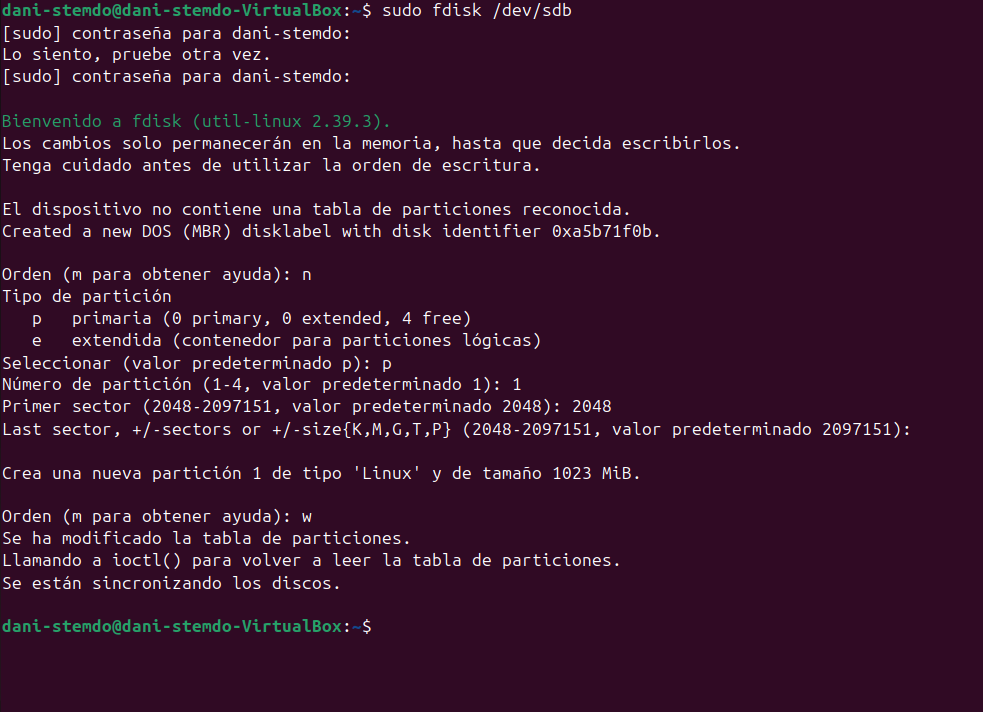 dani-stemdo@dani-stemdo-VirtualBox:~$ sudo fdisk /dev/sdb
[sudo] contraseña para dani-stemdo:
Lo siento, pruebe otra vez.
[sudo] contraseña para dani-stemdo:
Bienvenido a fdisk (util-linux 2.39.3).
Los cambios solo permanecerán en la memoria, hasta que decida escribirlos.
Tenga cuidado antes de utilizar la orden de escritura.
El dispositivo no contiene una tabla de particiones reconocida.
Created a new DOS (MBR) disklabel with disk identifier 0xa5b71f0b.
Orden (m para obtener ayuda): n
Tipo de partición
p   primaria (0 primary, 0 extended, 4 free)
e   extendida (contenedor para particiones lógicas)
Seleccionar (valor predeterminado p): p
Número de partición (1-4, valor predeterminado 1): 1
Primer sector (2048-2097151, valor predeterminado 2048): 2048
Last sector, +/-sectors or +/-size{K,M,G,T,P} (2048-2097151, valor predeterminado 2097151):
Crea una nueva partición 1 de tipo 'Linux' y de tamaño 1023 MiB.
Orden (m para obtener ayuda): w
Se ha modificado la tabla de particiones.
Llamando a ioctl() para volver a leer la tabla de particiones.
Se están sincronizando los discos.
dani-stemdo@dani-stemdo-VirtualBox:~$